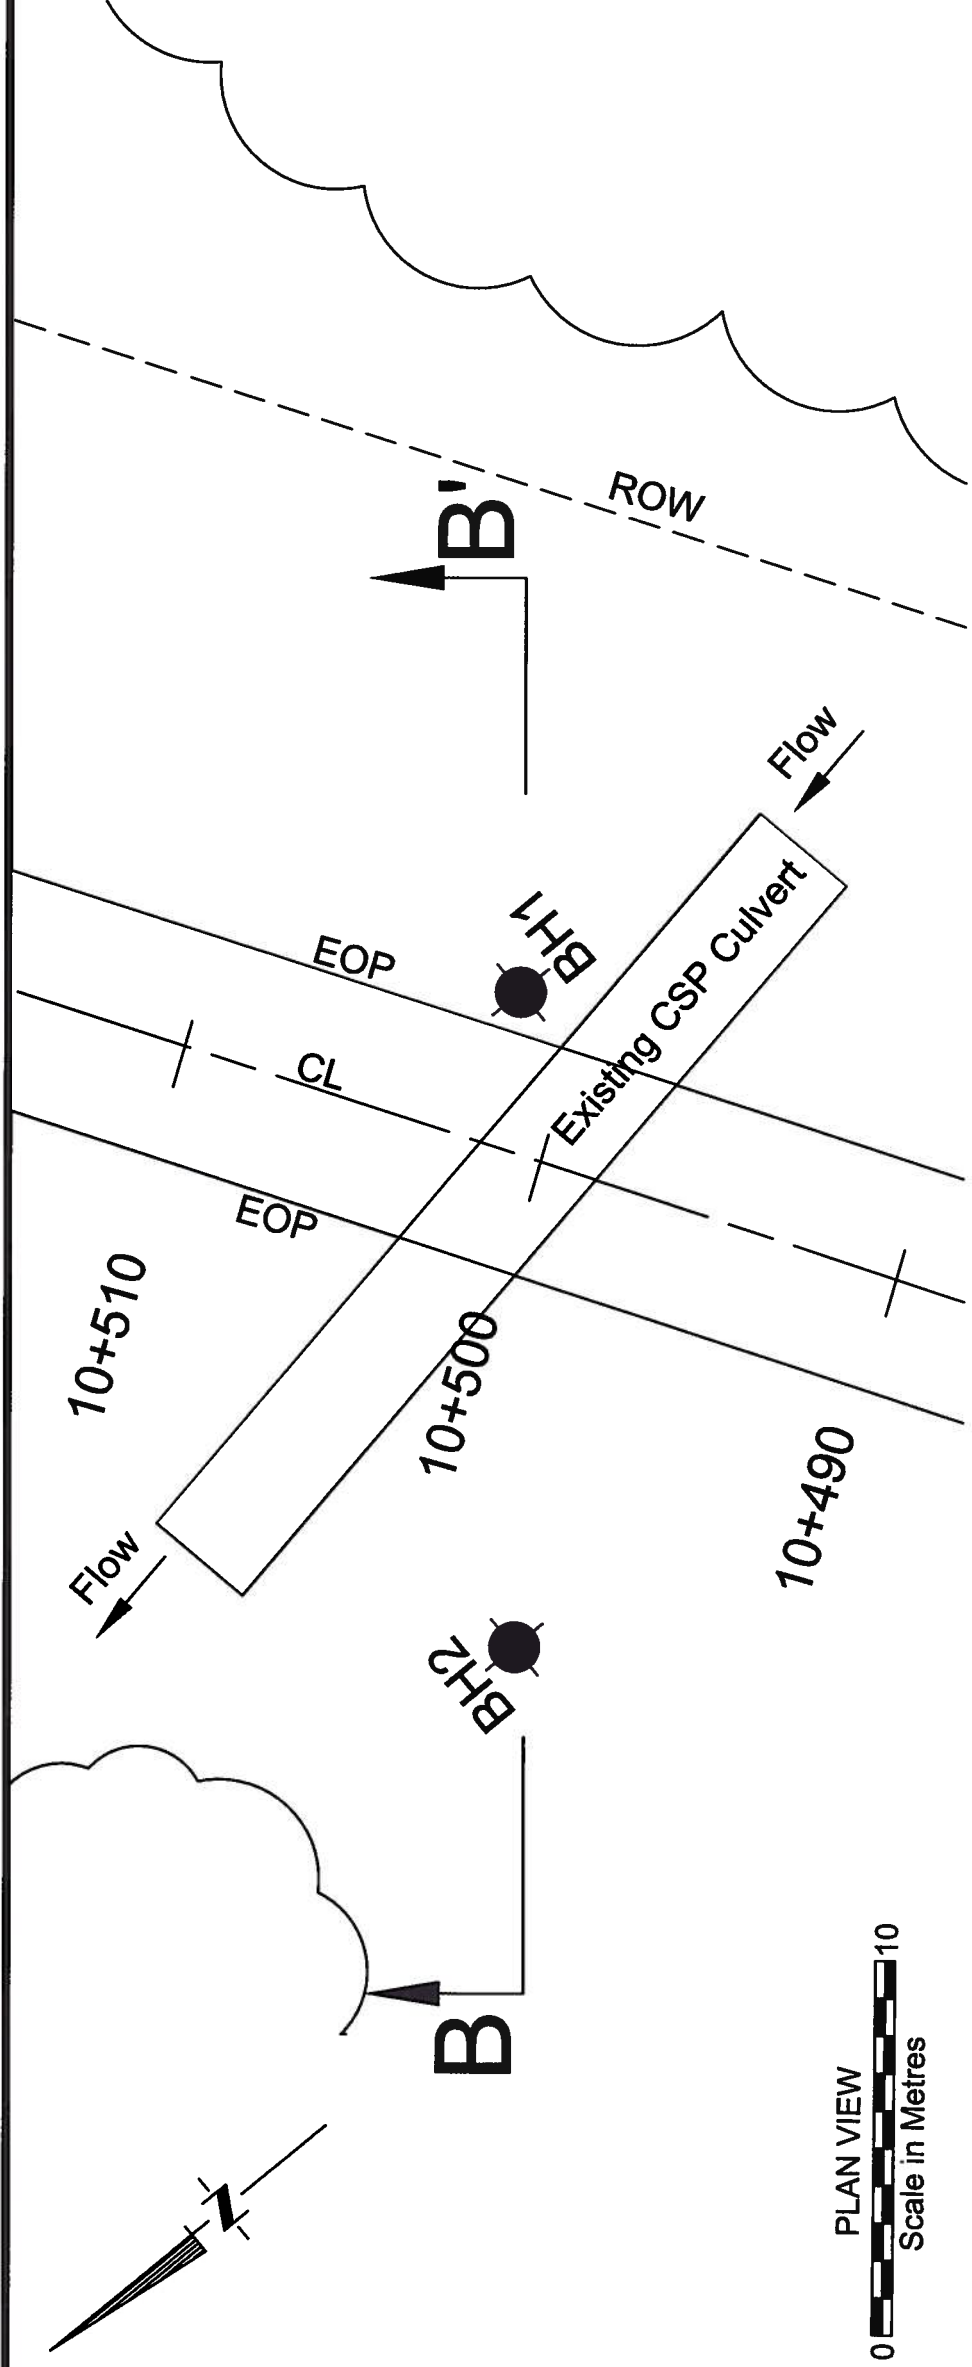 ROW
B'
Flow
Existing CSP Culvert
BH1
EOP
CL
EOP
10+510
10+500
10+490
Flow
BH2
B
N
PLAN VIEW
0 10
Scale in Metres